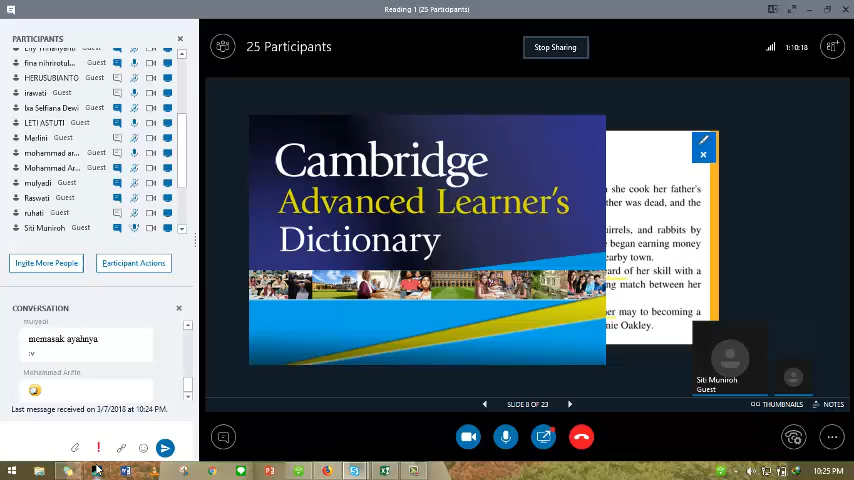 Reading 1 (25 Participants)
PARTICIPANTS
fina nihrirotul...
Guest
HERUSUBIANTO
Guest
irawati
Guest
Ixa Selfiana Dewi
Guest
LETI ASTUTI
Guest
Marlini
Guest
mohammad ar...
Guest
Mohammad Ar...
Guest
mulyadi
Guest
Raswati
Guest
ruhati
Guest
Siti Muniroh
Guest
Invite More People
Participant Actions
CONVERSATION
mulyadi
memasak ayahnya
:v
Mohammad Arifin
Last message received on 3/7/2018 at 10:24 PM.
25 Participants
Stop Sharing
1:10:18
Cambridge
Advanced Learner's
Dictionary
she cook her father's
ther was dead, and the
uirrels, and rabbits by
began earning money
earby town.
eard of her skill with a
ng match between her
her may to becoming a
nie Oakley.
Siti Muniroh
Guest
SLIDE 8 OF 23
THUMBNAILS
NOTES
10:25 PM